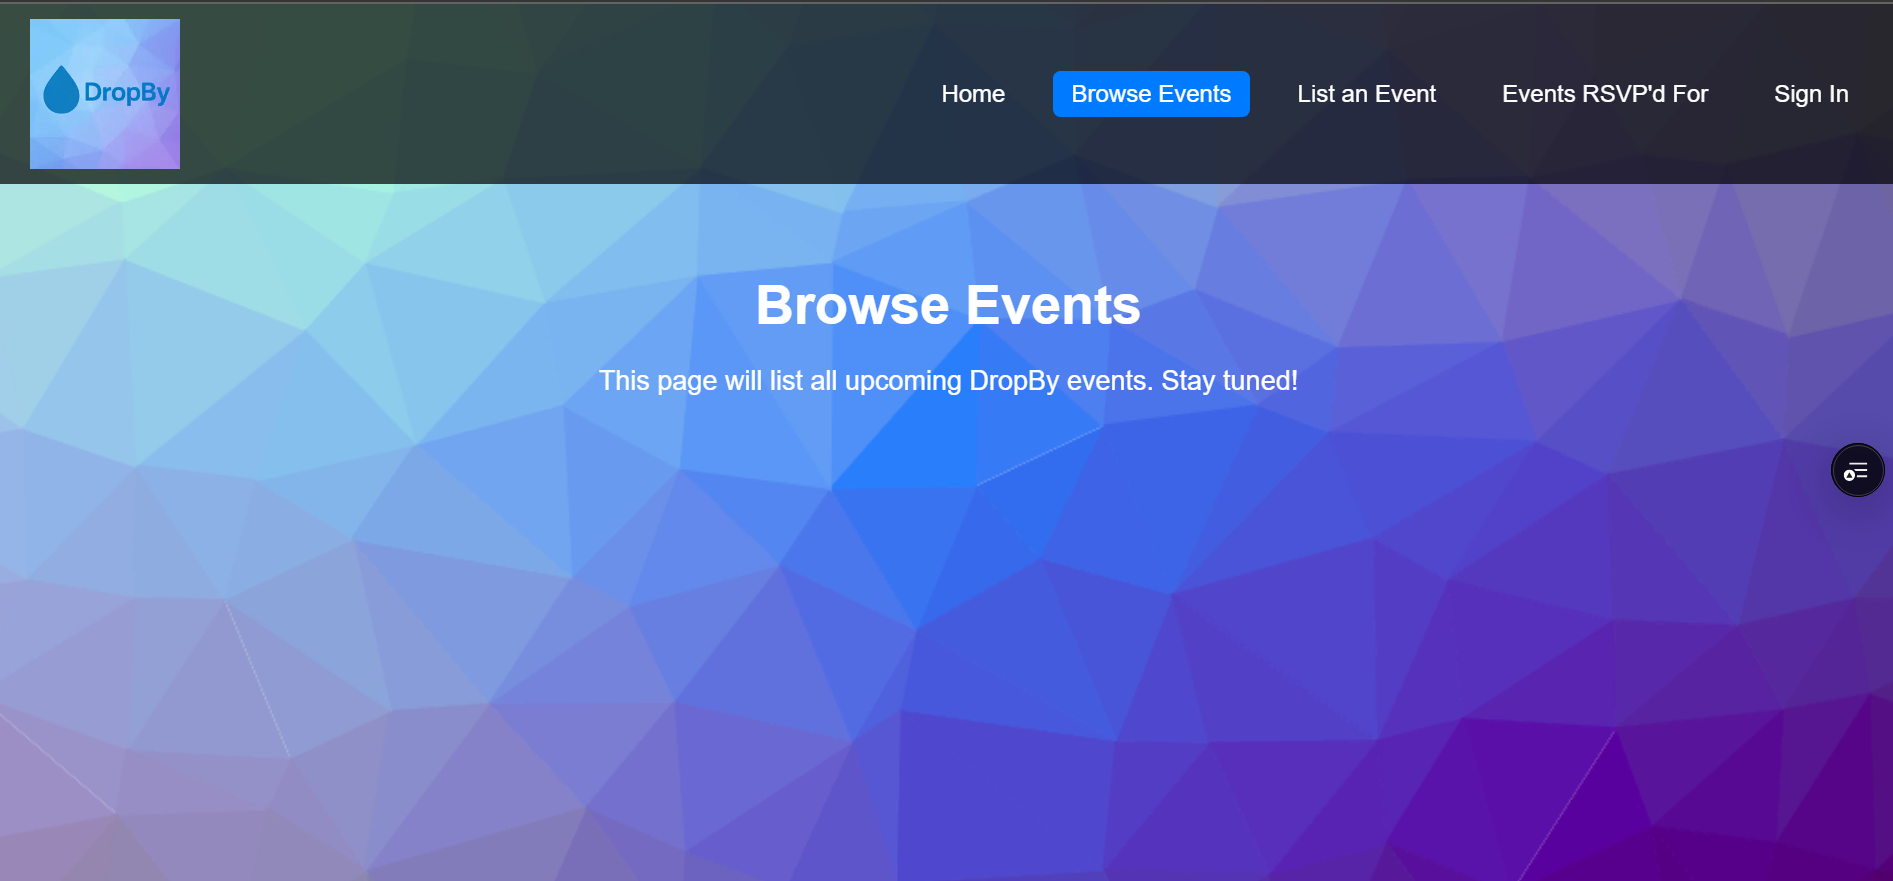 DropBy
Home
Browse Events
List an Event
Events RSVP'd For
Sign In
Browse Events
This page will list all upcoming DropBy events. Stay tuned!